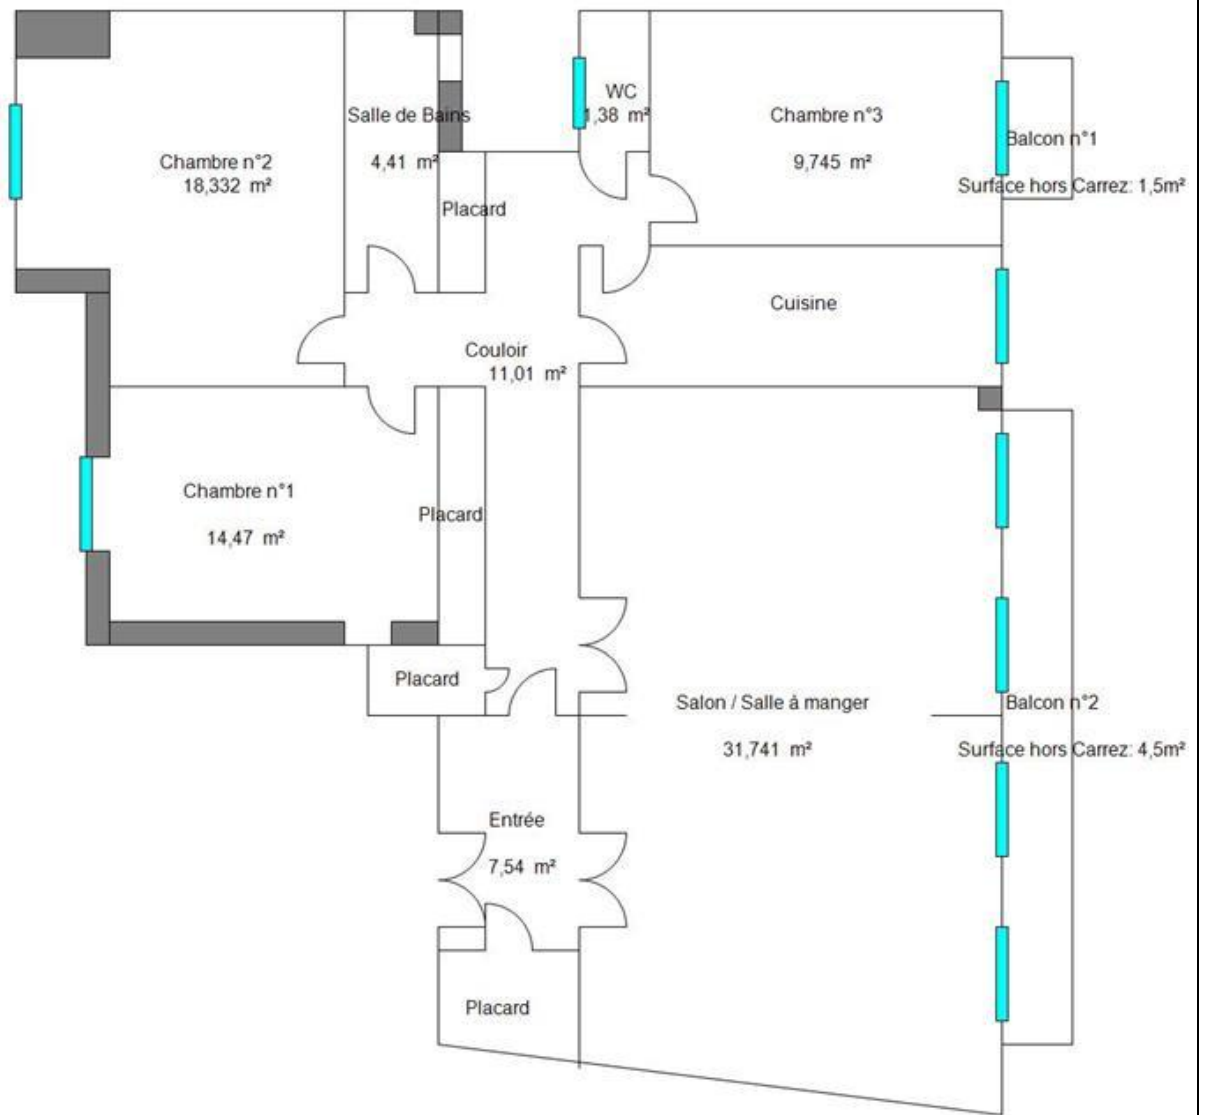 WC
1,38 m²
Salle de Bains
4,41 m²
Chambre n°3
9,745 m²
Balcon n°1
Surface hors Carrez: 1,5m²
Chambre n°2
18,332 m²
Placard
Cuisine
Couloir
11,01 m²
Chambre n°1
14,47 m²
Placard
Placard
Salon / Salle à manger
31,741 m²
Balcon n°2
Surface hors Carrez: 4,5m²
Entrée
7,54 m²
Placard